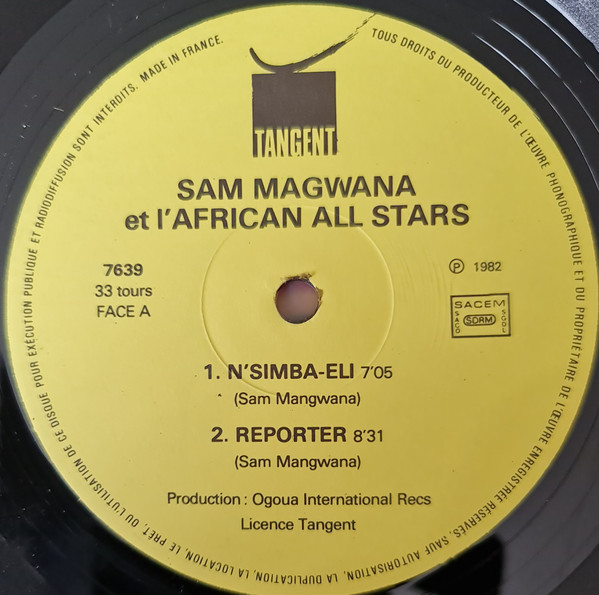 TANGENT
SAM MAGWANA
et l'AFRICAN ALL STARS
7639
33 tours
FACE A
℗ 1982
SACEM
SACD SDRM SGDL
1. N'SIMBA-ELI 7'05
(Sam Mangwana)
2. REPORTER 8'31
(Sam Mangwana)
Production : Ogoua International Recs
Licence Tangent
TOUS DROITS DU PRODUCTEUR DE L'ŒUVRE PHONOGRAPHIQUE ET DU PROPRIÉTAIRE DE L'ŒUVRE ENREGISTRÉE RÉSERVÉS. SAUF AUTORISATION, LA DUPLICATION, LA LOCATION, LE PRÊT, OU L'UTILISATION DE CE DISQUE POUR EXÉCUTION PUBLIQUE ET RADIODIFFUSION SONT INTERDITS. MADE IN FRANCE.